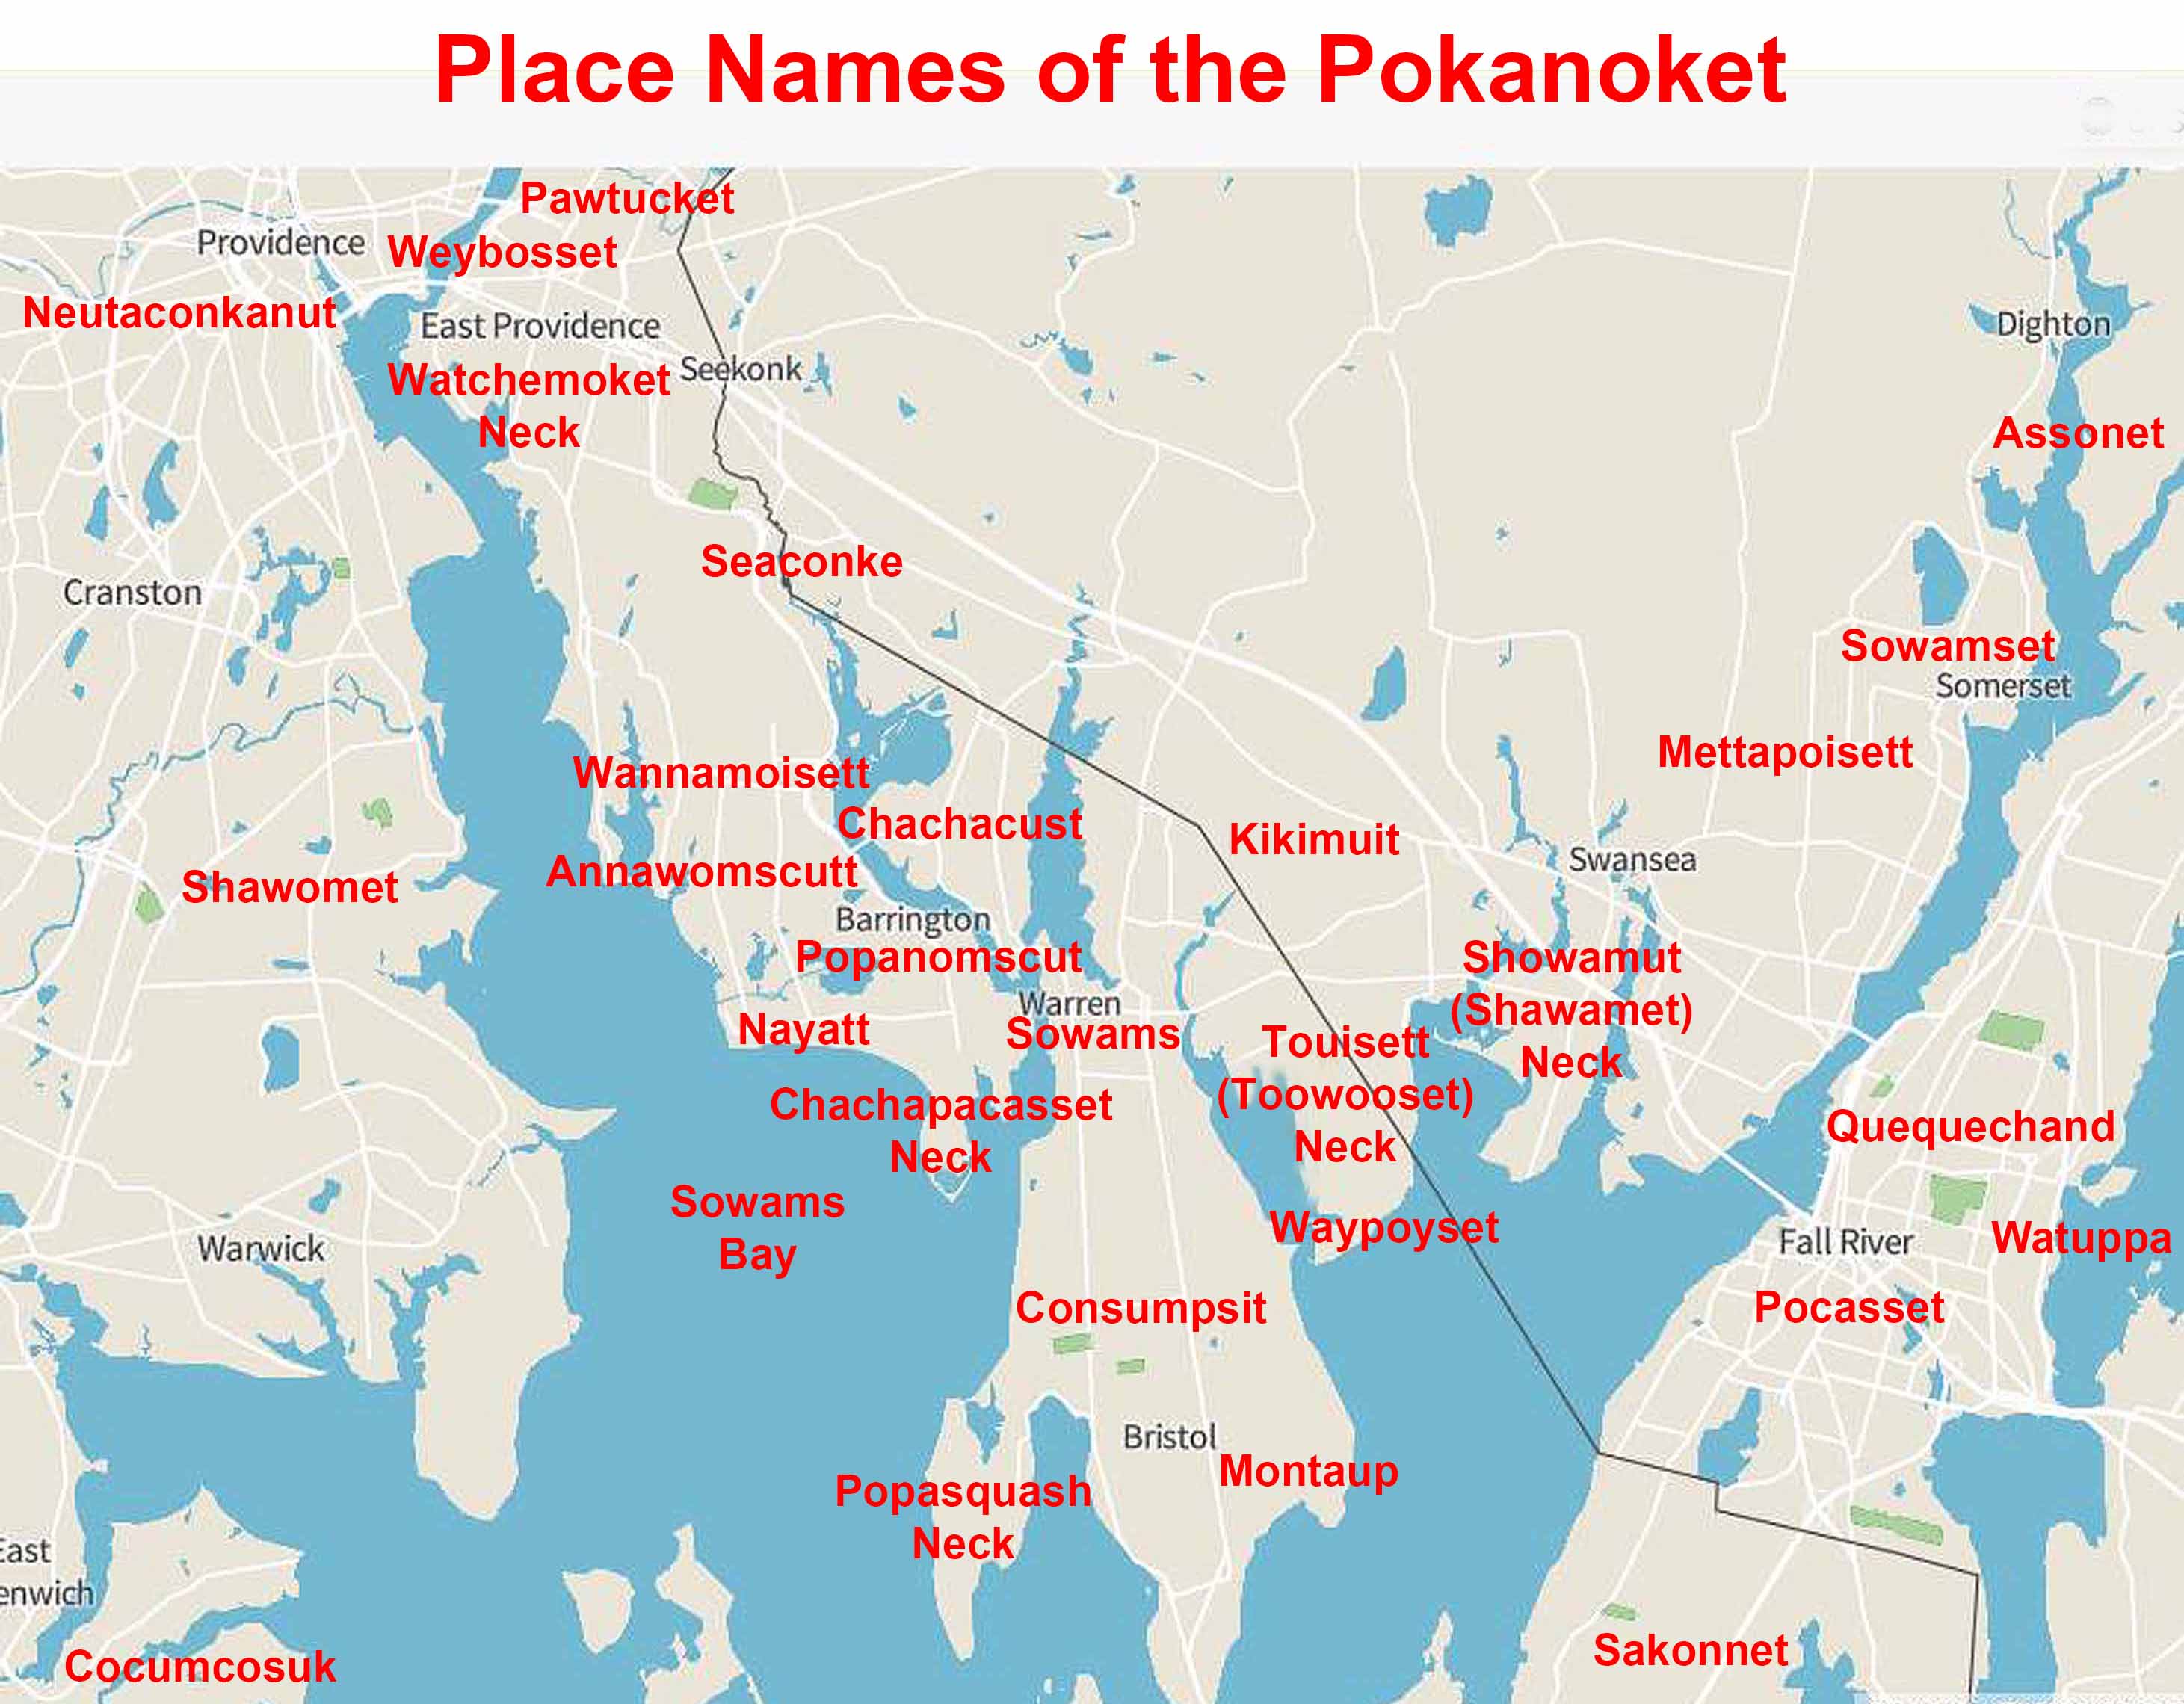 Place Names of the Pokanoket
Pawtucket
Providence
Weybosset
Neutaconkanut
East Providence
Dighton
Seekonk
Watchemoket
Neck
Assonet
Seaconke
Cranston
Sowamset
Somerset
Mettapoisett
Wannamoisett
Chachacust
Kikimuit
Swansea
Annawomscutt
Shawomet
Barrington
Popanomscut
Showamut
(Shawamet)
Neck
Warren
Sowams
Nayatt
Touisett
(Toowooset)
Neck
Chachapacasset
Neck
Quequechand
Sowams
Bay
Waypoyset
Warwick
Fall River
Watuppa
Consumpsit
Pocasset
Bristol
Montaup
Popasquash
Neck
East
enwich
Sakonnet
Cocumcosuk